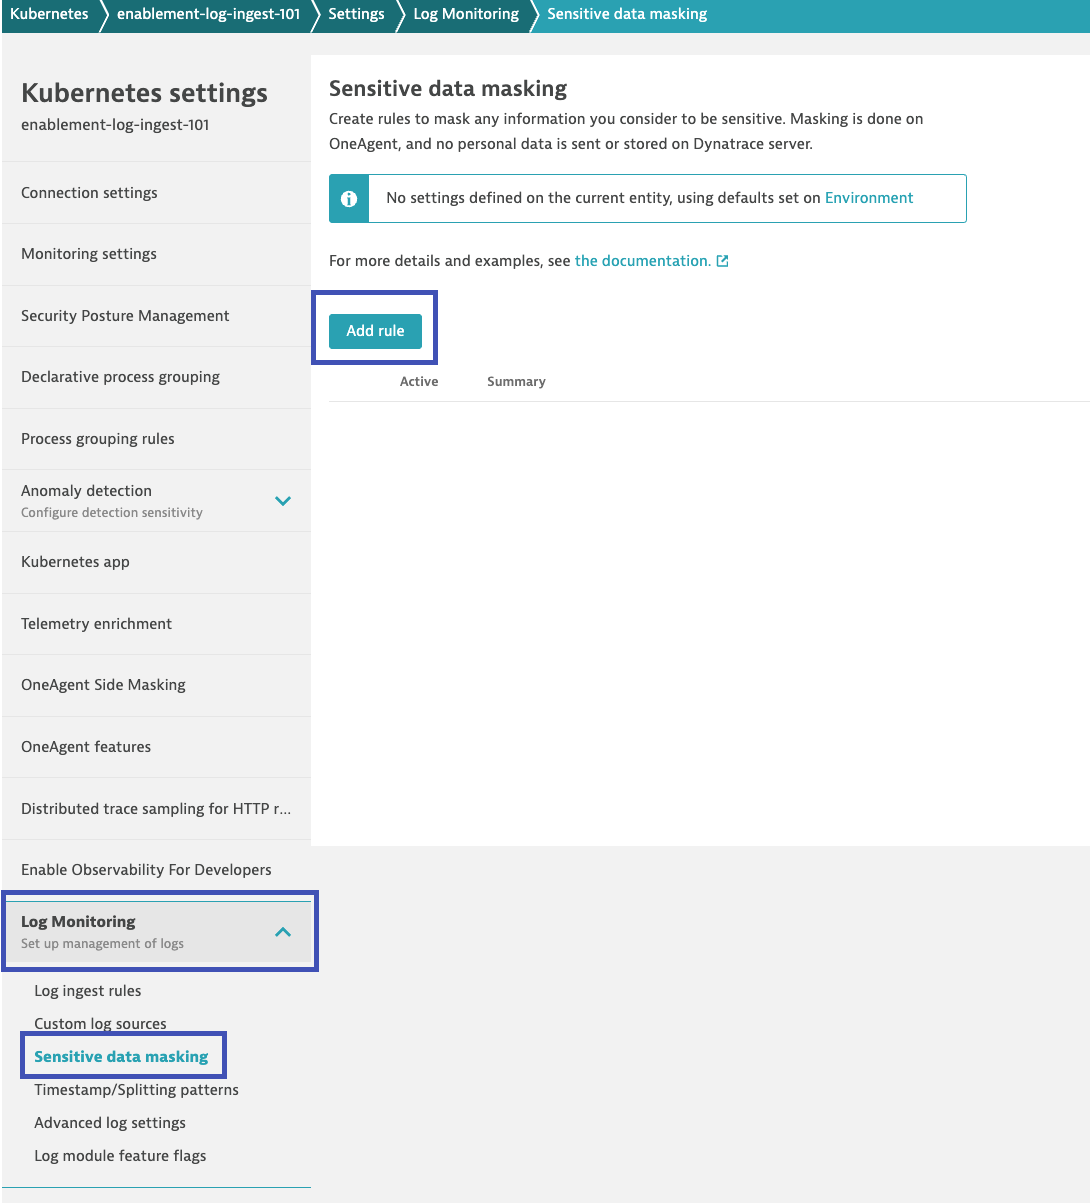 Kubernetes
enablement-log-ingest-101
Settings
Log Monitoring
Sensitive data masking
Kubernetes settings
enablement-log-ingest-101
Connection settings
Monitoring settings
Security Posture Management
Declarative process grouping
Process grouping rules
Anomaly detection
Configure detection sensitivity
Kubernetes app
Telemetry enrichment
OneAgent Side Masking
OneAgent features
Distributed trace sampling for HTTP r...
Enable Observability For Developers
Log Monitoring
Set up management of logs
Log ingest rules
Custom log sources
Sensitive data masking
Timestamp/Splitting patterns
Advanced log settings
Log module feature flags
Sensitive data masking
Create rules to mask any information you consider to be sensitive. Masking is done on
OneAgent, and no personal data is sent or stored on Dynatrace server.
No settings defined on the current entity, using defaults set on Environment
For more details and examples, see the documentation.
Add rule
Active Summary